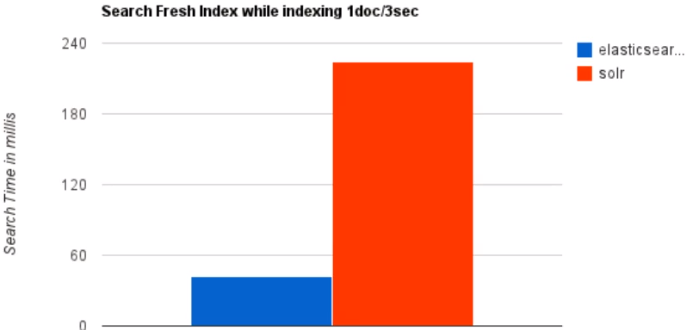 Search Fresh Index while indexing 1doc/3sec
240
180
120
60
0
Search Time in millis
elasticsear...
solr